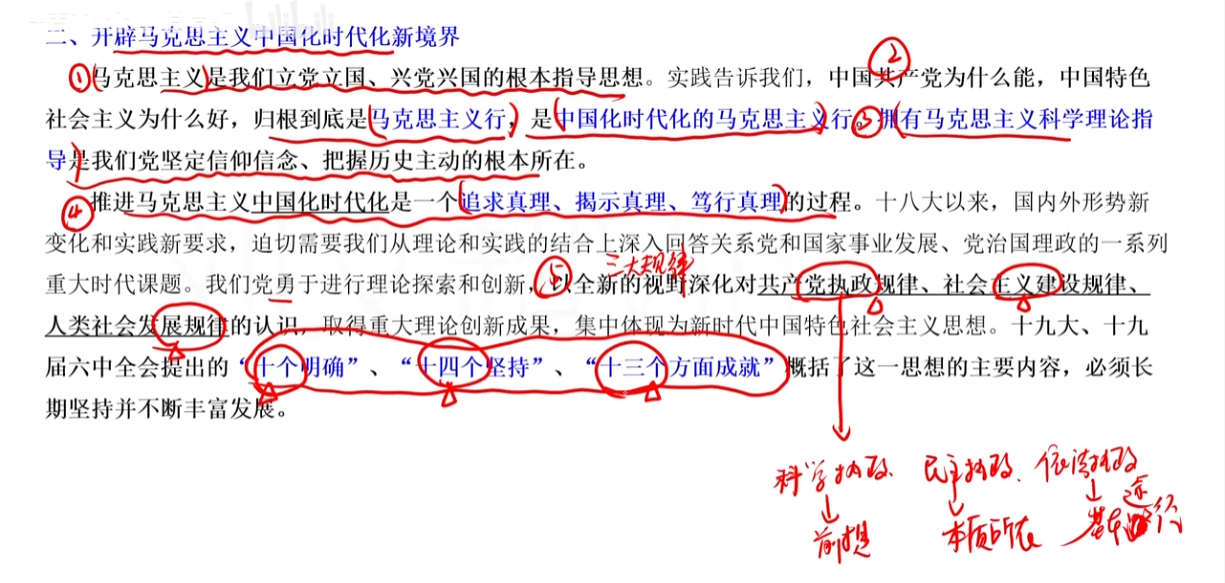 二、开辟马克思主义中国化时代化新境界
①马克思主义是我们立党立国、兴党兴国的根本指导思想。实践告诉我们，②中国共产党为什么能，中国特色
社会主义为什么好，归根到底是马克思主义行，是中国化时代化的马克思主义行。③拥有马克思主义科学理论指
导是我们党坚定信仰信念、把握历史主动的根本所在。
④推进马克思主义中国化时代化是一个追求真理、揭示真理、笃行真理的过程。十八大以来，国内外形势新
变化和实践新要求，迫切需要我们从理论和实践的结合上深入回答关系党和国家事业发展、党治国理政的一系列
三大规律
重大时代课题。我们党勇于进行理论探索和创新，⑤以全新的视野深化对共产党执政规律、社会主义建设规律、
人类社会发展规律的认识，取得重大理论创新成果，集中体现为新时代中国特色社会主义思想。十九大、十九
届六中全会提出的“十个明确”、“十四个坚持”、“十三个方面成就”概括了这一思想的主要内容，必须长
期坚持并不断丰富发展。
科学执政、民主执政、依法执政
前提 本质所在 基本途径